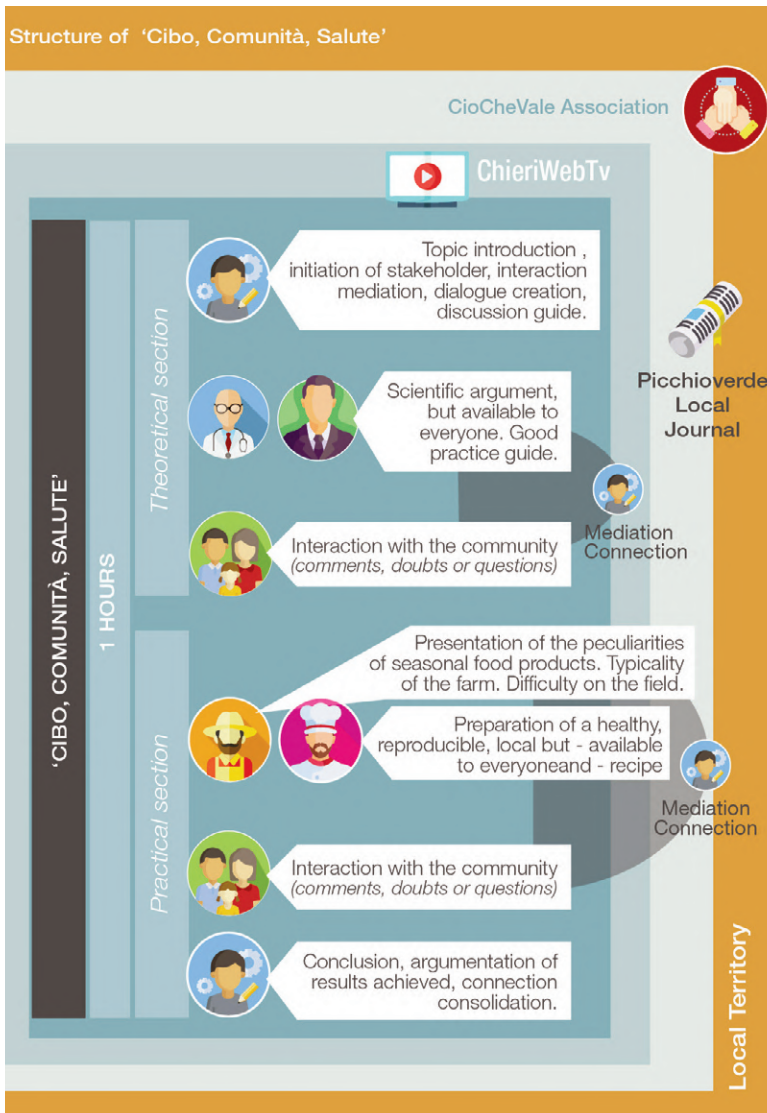 Structure of 'Cibo, Comunità, Salute'
CioCheVale Association
ChieriWebTv
'CIBO, COMUNITÀ, SALUTE'
1 HOURS
Theoretical section
Topic introduction ,
initiation of stakeholder, interaction
mediation, dialogue creation,
discussion guide.
Scientific argument,
but available to
everyone. Good
practice guide.
Picchioverde
Local
Journal
Mediation
Connection
Interaction with the community
(comments, doubts or questions)
Practical section
Presentation of the peculiarities
of seasonal food products. Typicality
of the farm. Difficulty on the field.
Preparation of a healthy,
reproducible, local but - available
to everyoneand - recipe
Mediation
Connection
Interaction with the community
(comments, doubts or questions)
Conclusion, argumentation of
results achieved, connection
consolidation.
Local Territory